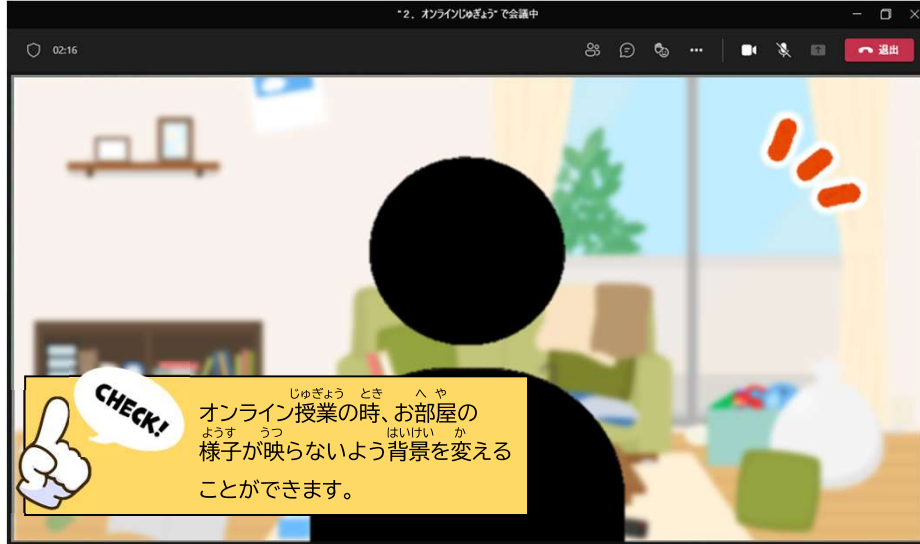 "2．オンラインじゅぎょう" で会議中
02:16
退出
CHECK!
じゅぎょう とき へ や
オンライン授業の時、お部屋の
ようす うつ はいけい か
様子が映らないよう背景を変える
ことができます。